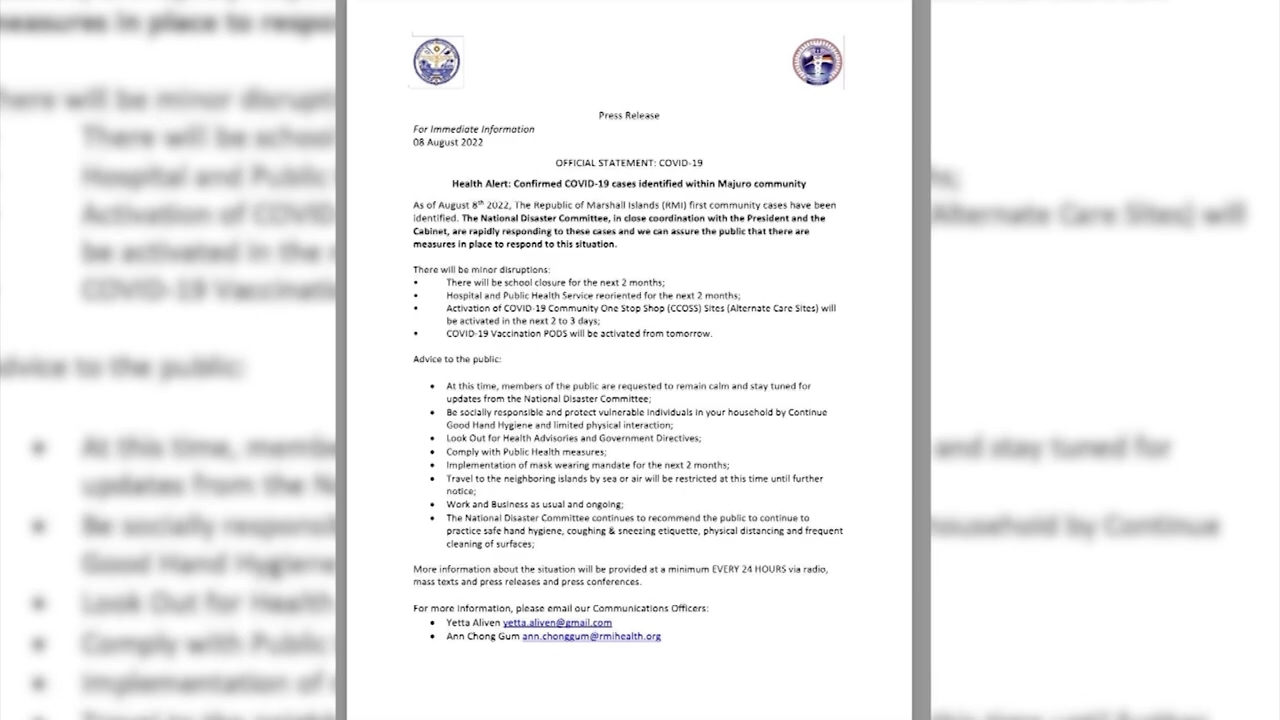 Press Release
For Immediate Information
08 August 2022
OFFICIAL STATEMENT: COVID-19
Health Alert: Confirmed COVID-19 cases identified within Majuro community
As of August 8th 2022, The Republic of Marshall Islands (RMI) first community cases have been
identified. The National Disaster Committee, in close coordination with the President and the
Cabinet, are rapidly responding to these cases and we can assure the public that there are
measures in place to respond to this situation.
There will be minor disruptions:
• There will be school closure for the next 2 months;
• Hospital and Public Health Service reoriented for the next 2 months;
• Activation of COVID-19 Community One Stop Shop (CCOSS) Sites (Alternate Care Sites) will
be activated in the next 2 to 3 days;
• COVID-19 Vaccination PODS will be activated from tomorrow.
Advice to the public:
• At this time, members of the public are requested to remain calm and stay tuned for
updates from the National Disaster Committee;
• Be socially responsible and protect vulnerable individuals in your household by Continue
Good Hand Hygiene and limited physical interaction;
• Look Out for Health Advisories and Government Directives;
• Comply with Public Health measures;
• Implementation of mask wearing mandate for the next 2 months;
• Travel to the neighboring islands by sea or air will be restricted at this time until further
notice;
• Work and Business as usual and ongoing;
• The National Disaster Committee continues to recommend the public to continue to
practice safe hand hygiene, coughing & sneezing etiquette, physical distancing and frequent
cleaning of surfaces;
More information about the situation will be provided at a minimum EVERY 24 HOURS via radio,
mass texts and press releases and press conferences.
For more information, please email our Communications Officers:
• Yetta Aliven yetta.aliven@gmail.com
• Ann Chong Gum ann.chonggum@rmihealth.org